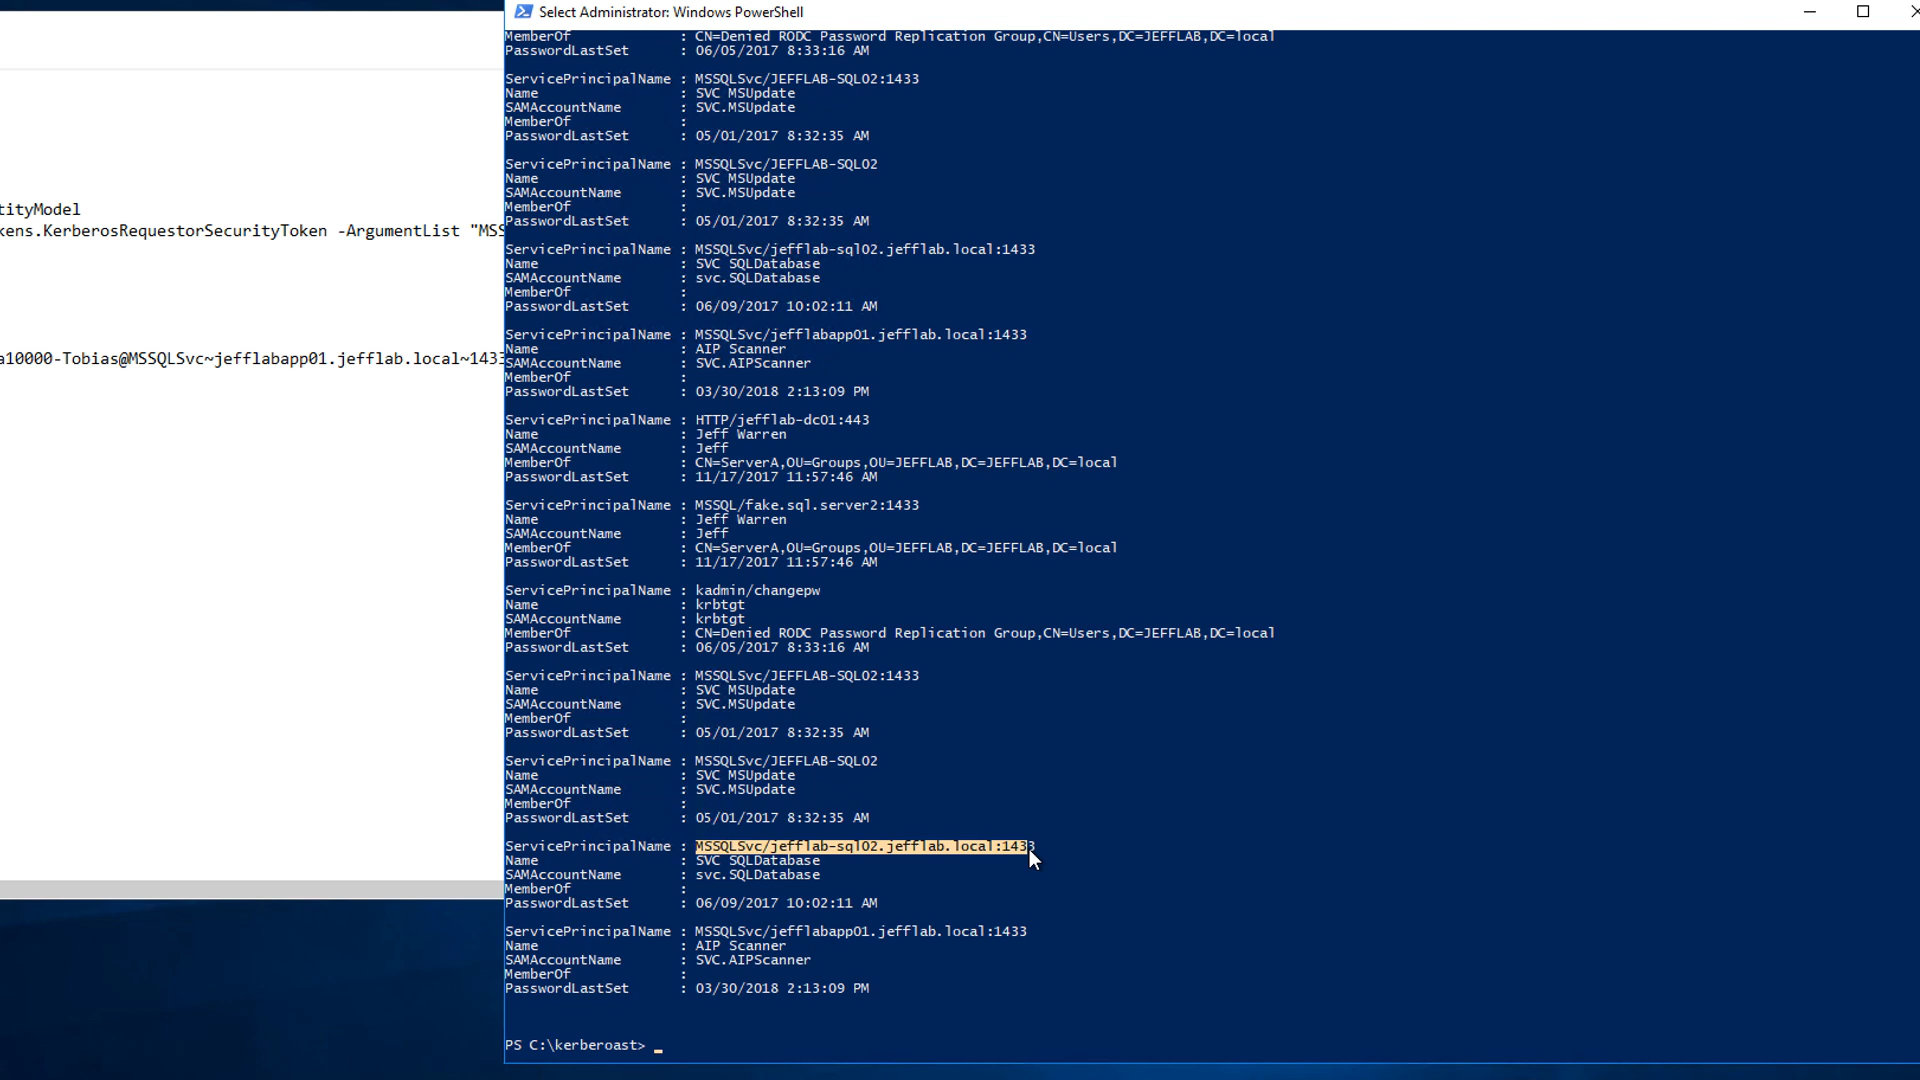 Select Administrator: Windows PowerShell
MemberOf : CN=Denied RODC Password Replication Group,CN=Users,DC=JEFFLAB,DC=local
PasswordLastSet : 06/05/2017 8:33:16 AM
ServicePrincipalName : MSSQLSvc/JEFFLAB-SQL02:1433
Name : SVC MSUpdate
SAMAccountName : SVC.MSUpdate
MemberOf :
PasswordLastSet : 05/01/2017 8:32:35 AM
ServicePrincipalName : MSSQLSvc/JEFFLAB-SQL02
Name : SVC MSUpdate
SAMAccountName : SVC.MSUpdate
MemberOf :
PasswordLastSet : 05/01/2017 8:32:35 AM
tityModel
kens.KerberosRequestorSecurityToken -ArgumentList "MSS
ServicePrincipalName : MSSQLSvc/jefflab-sql02.jefflab.local:1433
Name : SVC SQLDatabase
SAMAccountName : svc.SQLDatabase
MemberOf :
PasswordLastSet : 06/09/2017 10:02:11 AM
ServicePrincipalName : MSSQLSvc/jefflabapp01.jefflab.local:1433
Name : AIP Scanner
SAMAccountName : SVC.AIPScanner
MemberOf :
PasswordLastSet : 03/30/2018 2:13:09 PM
a10000-Tobias@MSSQLSvc~jefflabapp01.jefflab.local~1433
ServicePrincipalName : HTTP/jefflab-dc01:443
Name : Jeff Warren
SAMAccountName : Jeff
MemberOf : CN=ServerA,OU=Groups,OU=JEFFLAB,DC=JEFFLAB,DC=local
PasswordLastSet : 11/17/2017 11:57:46 AM
ServicePrincipalName : MSSQL/fake.sql.server2:1433
Name : Jeff Warren
SAMAccountName : Jeff
MemberOf : CN=ServerA,OU=Groups,OU=JEFFLAB,DC=JEFFLAB,DC=local
PasswordLastSet : 11/17/2017 11:57:46 AM
ServicePrincipalName : kadmin/changepw
Name : krbtgt
SAMAccountName : krbtgt
MemberOf : CN=Denied RODC Password Replication Group,CN=Users,DC=JEFFLAB,DC=local
PasswordLastSet : 06/05/2017 8:33:16 AM
ServicePrincipalName : MSSQLSvc/JEFFLAB-SQL02:1433
Name : SVC MSUpdate
SAMAccountName : SVC.MSUpdate
MemberOf :
PasswordLastSet : 05/01/2017 8:32:35 AM
ServicePrincipalName : MSSQLSvc/JEFFLAB-SQL02
Name : SVC MSUpdate
SAMAccountName : SVC.MSUpdate
MemberOf :
PasswordLastSet : 05/01/2017 8:32:35 AM
ServicePrincipalName : MSSQLSvc/jefflab-sql02.jefflab.local:1433
Name : SVC SQLDatabase
SAMAccountName : svc.SQLDatabase
MemberOf :
PasswordLastSet : 06/09/2017 10:02:11 AM
ServicePrincipalName : MSSQLSvc/jefflabapp01.jefflab.local:1433
Name : AIP Scanner
SAMAccountName : SVC.AIPScanner
MemberOf :
PasswordLastSet : 03/30/2018 2:13:09 PM
PS C:\kerberoast> _